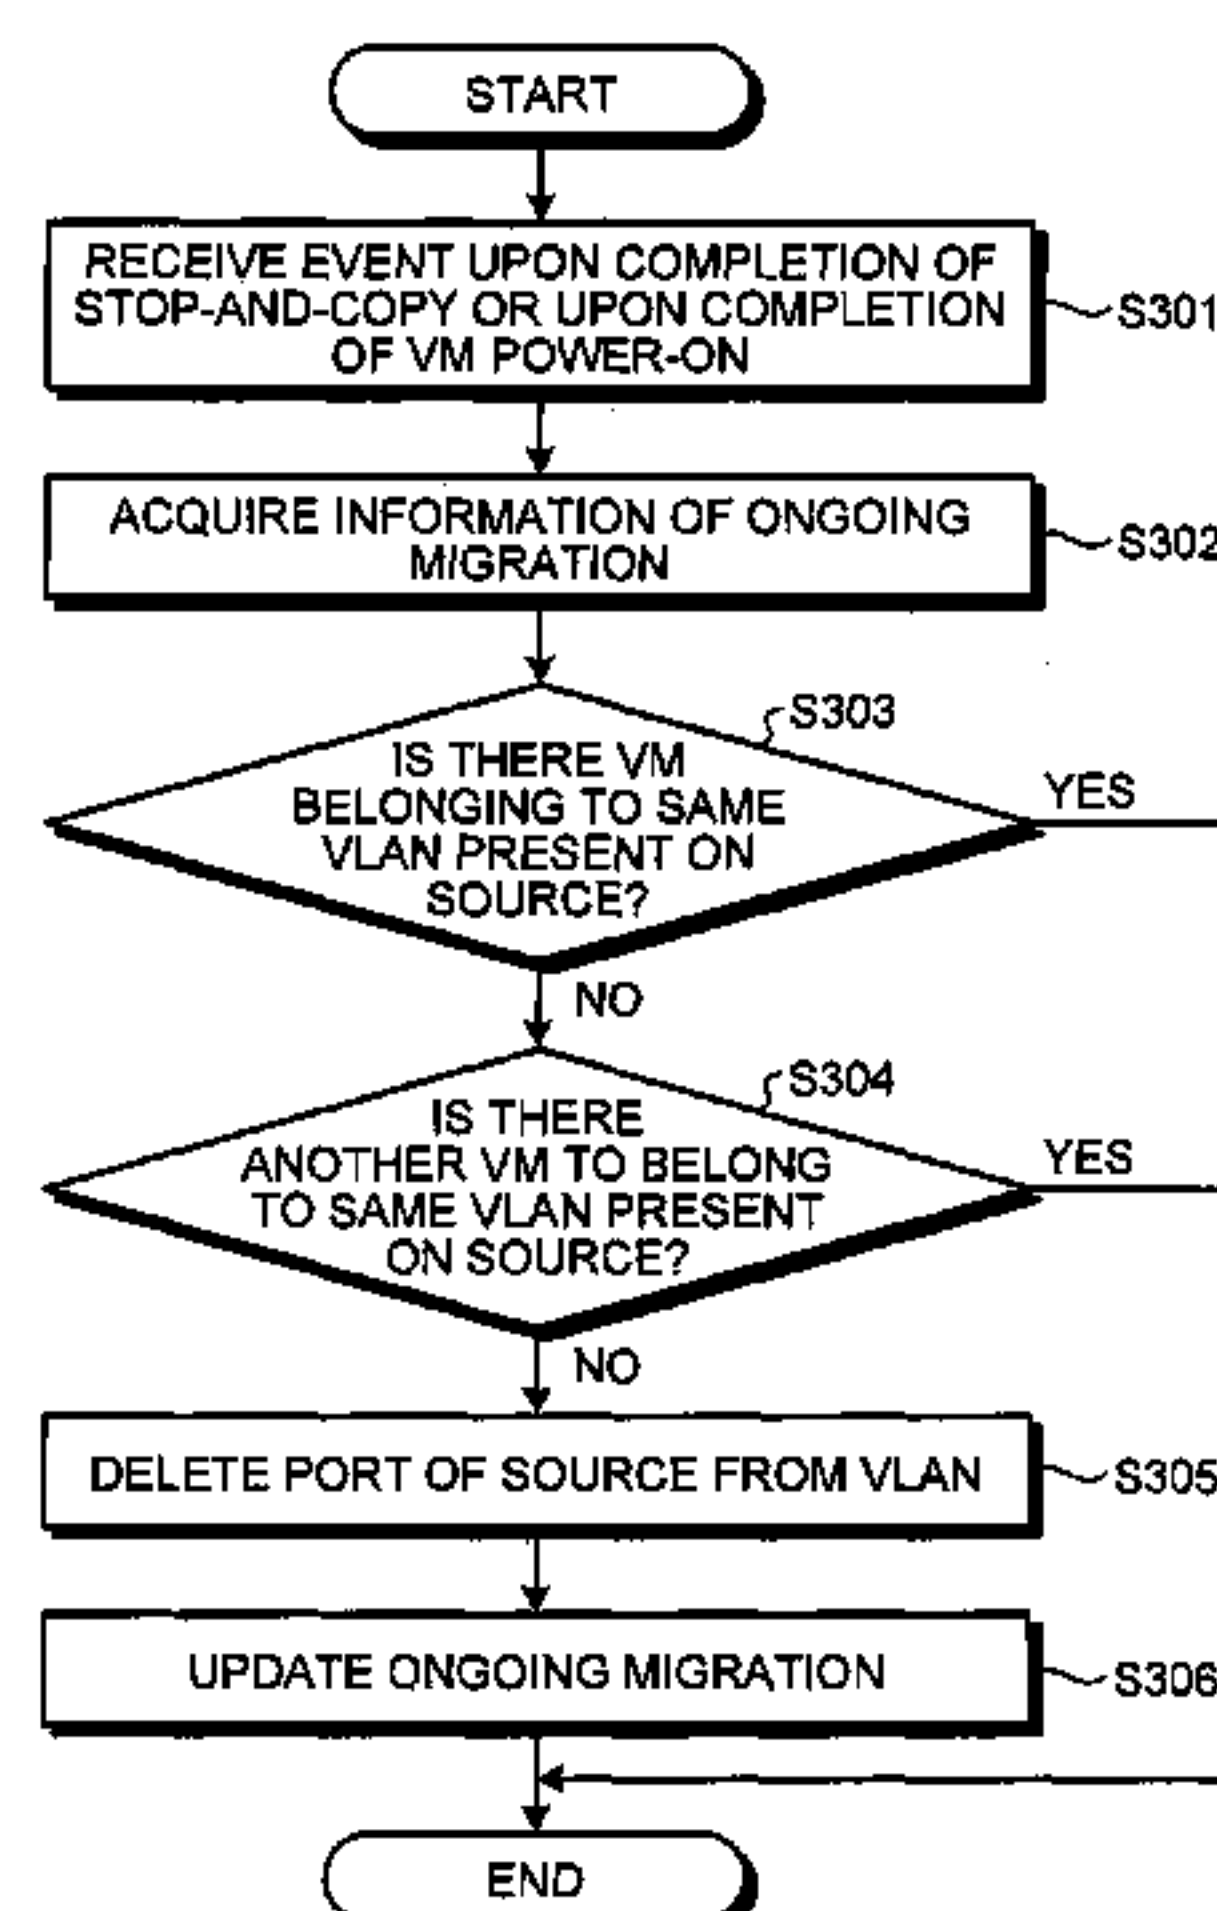 START
RECEIVE EVENT UPON COMPLETION OF
STOP-AND-COPY OR UPON COMPLETION
OF VM POWER-ON
S301
ACQUIRE INFORMATION OF ONGOING
MIGRATION
S302
S303
IS THERE VM
BELONGING TO SAME
VLAN PRESENT ON
SOURCE?
YES
NO
S304
IS THERE
ANOTHER VM TO BELONG
TO SAME VLAN PRESENT
ON SOURCE?
YES
NO
DELETE PORT OF SOURCE FROM VLAN
S305
UPDATE ONGOING MIGRATION
S306
END